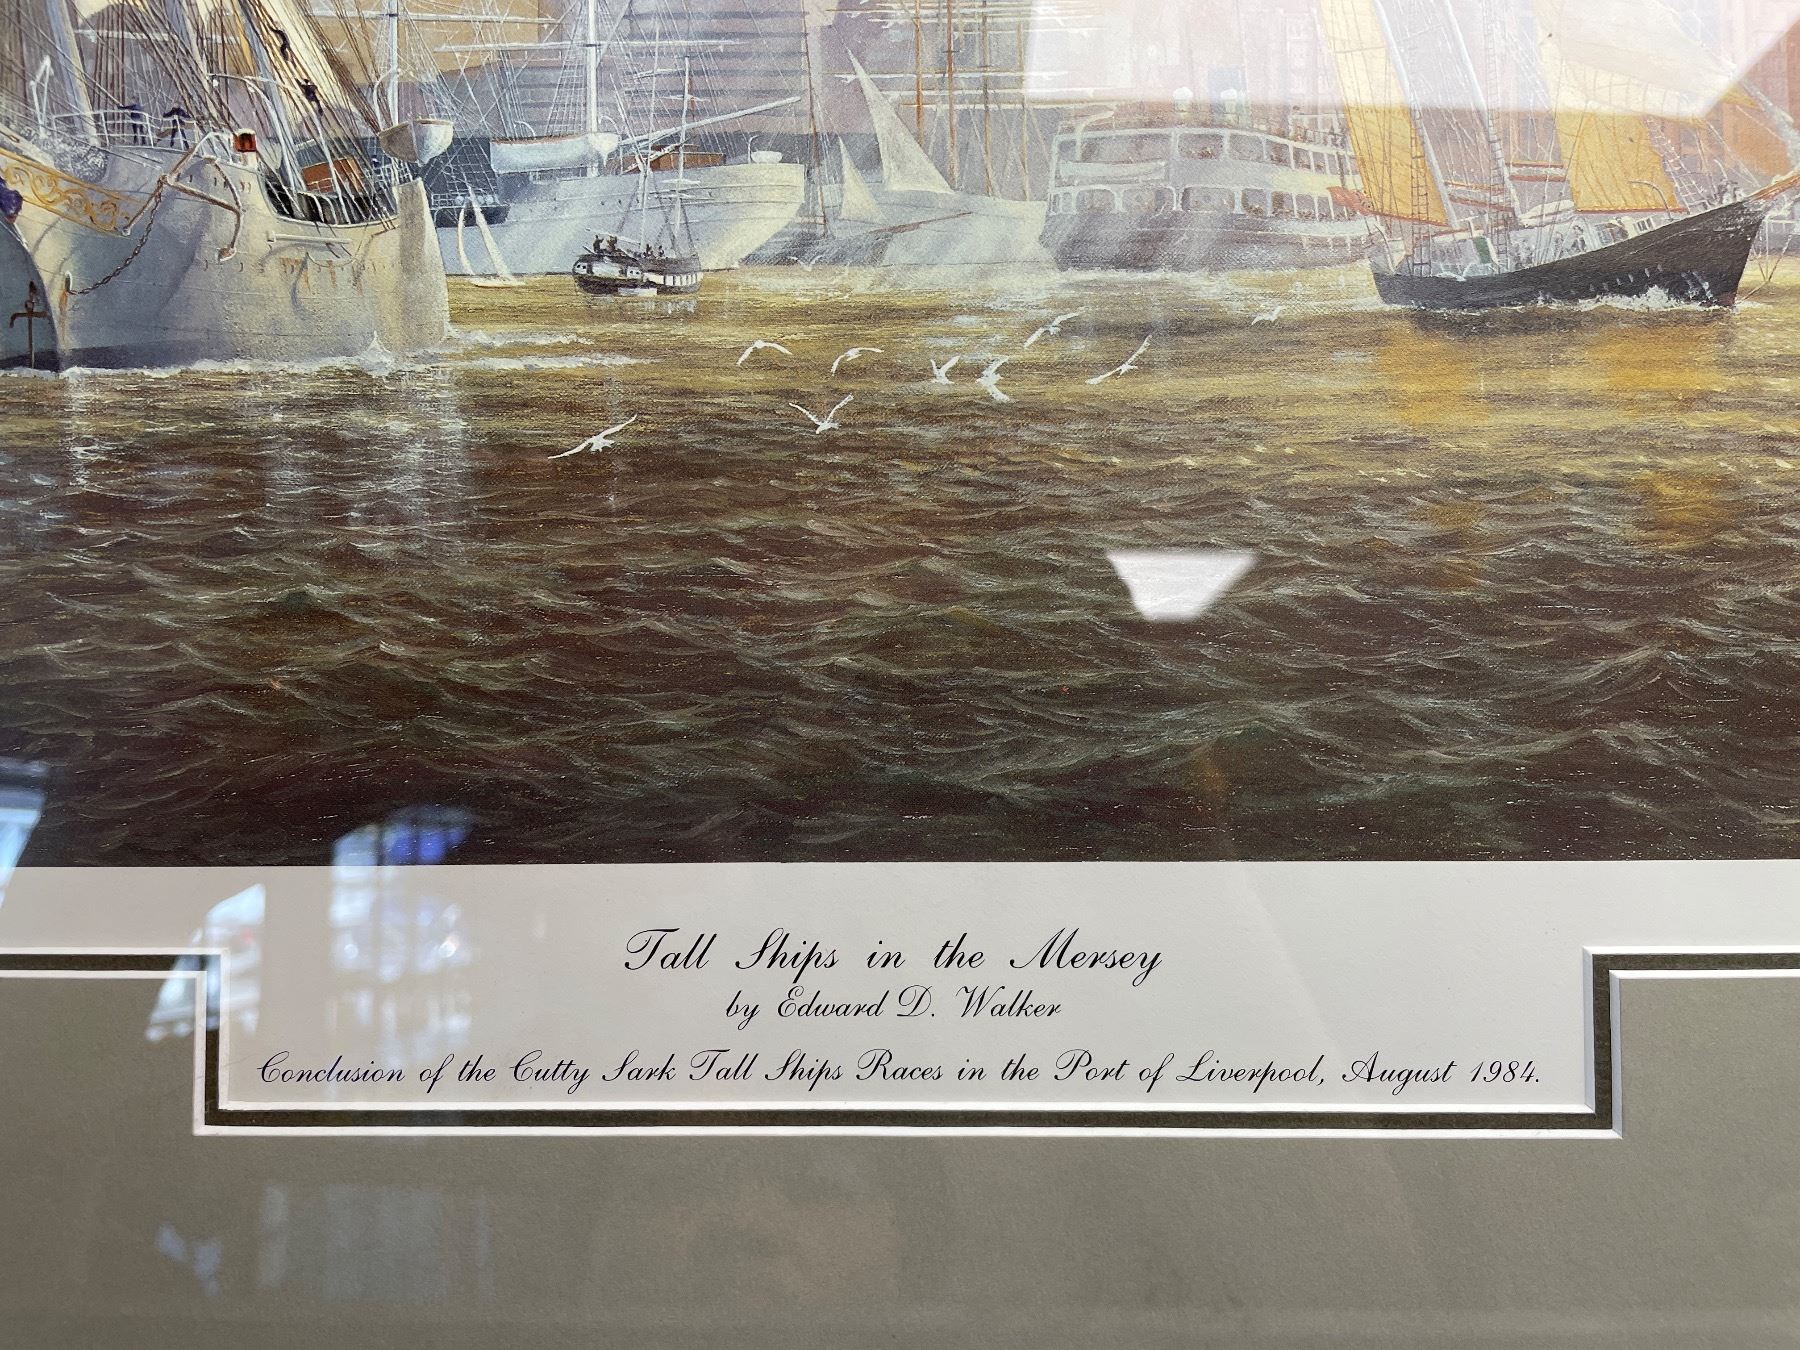 Tall Ships in the Mersey
by Edward D. Walker
Conclusion of the Cutty Sark Tall Ships Races in the Port of Liverpool, August 1984.